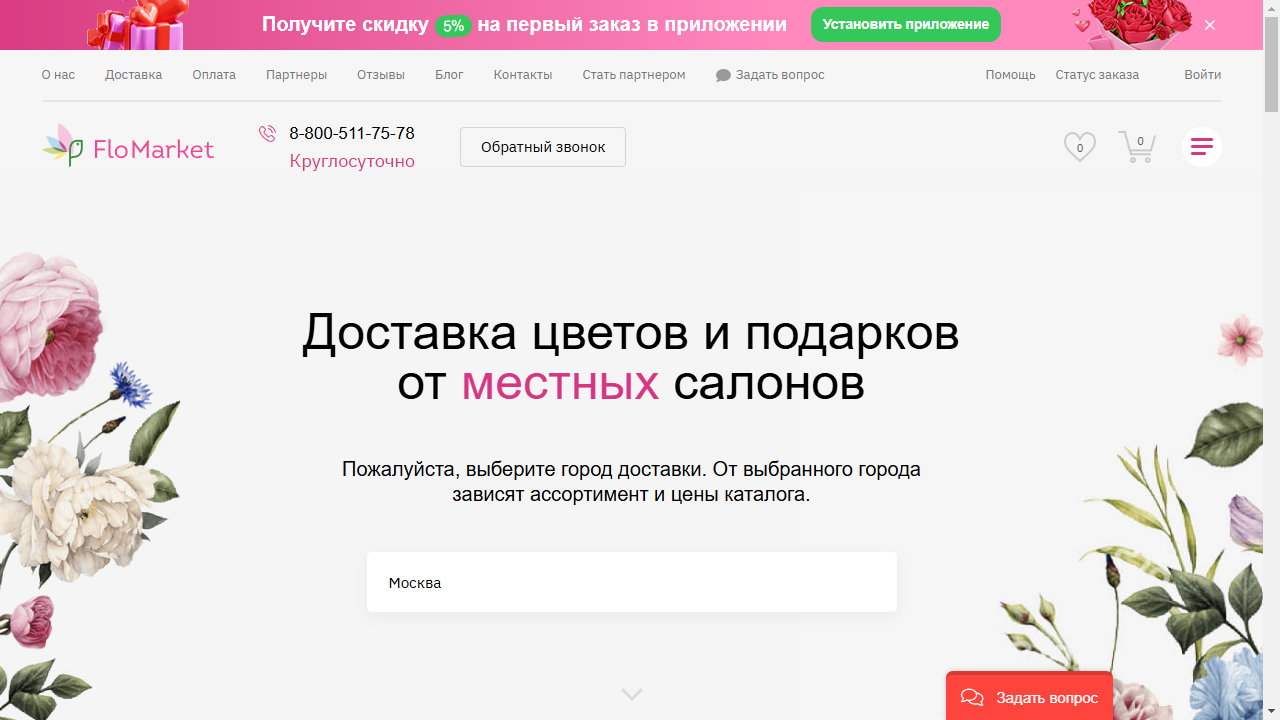 Получите скидку 5% на первый заказ в приложении
Установить приложение
О нас
Доставка
Оплата
Партнеры
Отзывы
Блог
Контакты
Стать партнером
Задать вопрос
Помощь
Статус заказа
Войти
FloMarket
8-800-511-75-78
Круглосуточно
Обратный звонок
0
0
Доставка цветов и подарков
от местных салонов
Пожалуйста, выберите город доставки. От выбранного города
зависят ассортимент и цены каталога.
Москва
Задать вопрос